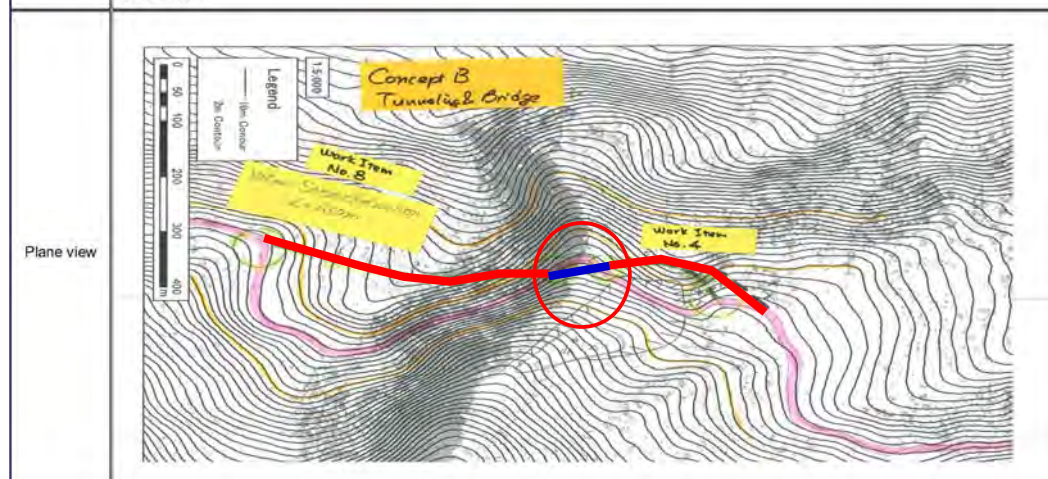 Plane view
0
50
100
200
300
400
m
Legend
10m Contour
2m Contour
1:5,000
Concept B
Tunneling & Bridge
Work Item
No. 8
Work Item
No. 4